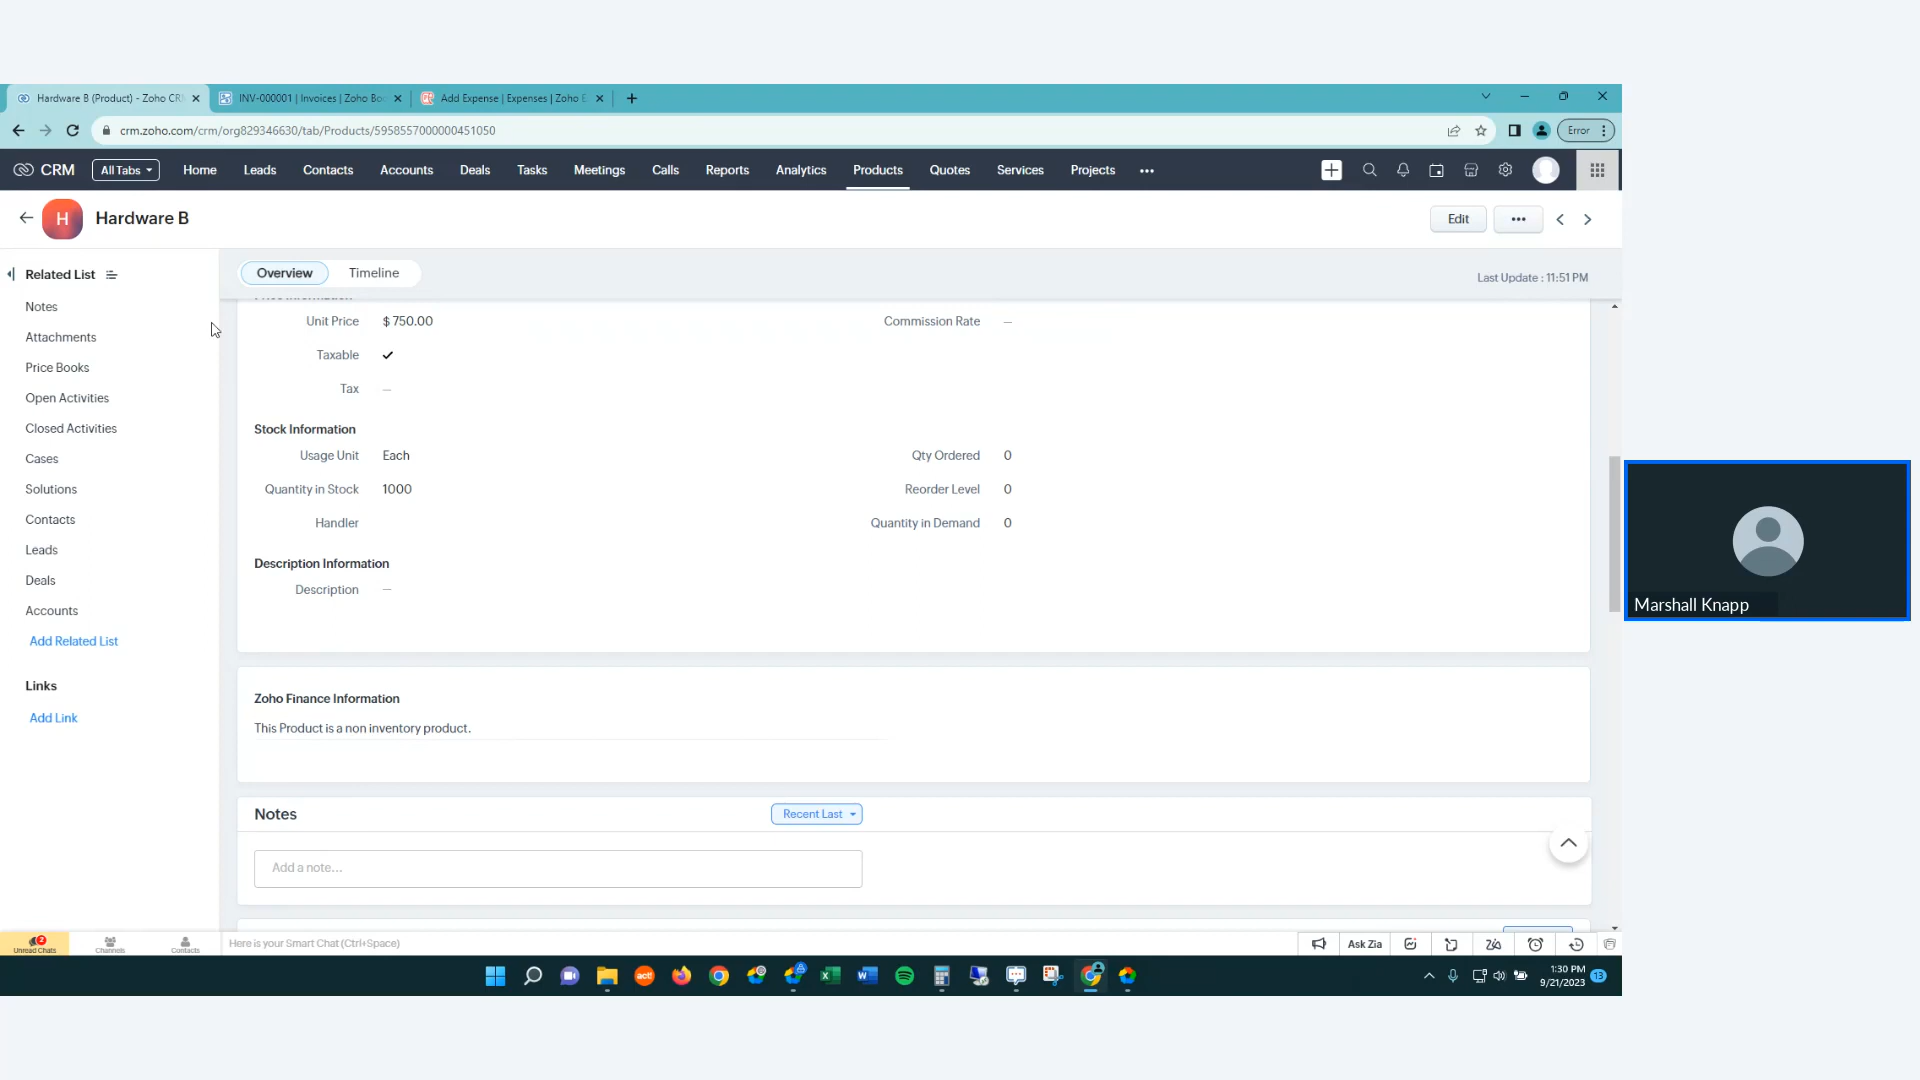 Hardware B (Product) - Zoho CR
INV-000001 | Invoices | Zoho Boo
Add Expense | Expenses | Zoho E
crm.zoho.com/crm/org829346630/tab/Products/5958557000000451050
Error
CRM
All Tabs
Home
Leads
Contacts
Accounts
Deals
Tasks
Meetings
Calls
Reports
Analytics
Products
Quotes
Services
Projects
H
Hardware B
Edit
Related List
Overview
Timeline
Last Update : 11:51 PM
Notes
Attachments
Price Books
Open Activities
Closed Activities
Cases
Solutions
Contacts
Leads
Deals
Accounts
Add Related List
Links
Add Link
Unit Price $ 750.00
Commission Rate —
Taxable
Tax —
Stock Information
Usage Unit Each
Qty Ordered 0
Quantity in Stock 1000
Reorder Level 0
Handler
Quantity in Demand 0
Description Information
Description —
Zoho Finance Information
This Product is a non inventory product.
Notes
Recent Last
Add a note...
Marshall Knapp
2
Unread Chats
Channels
Contacts
Here is your Smart Chat (Ctrl+Space)
Ask Zia
act!
1:30 PM
9/21/2023
13